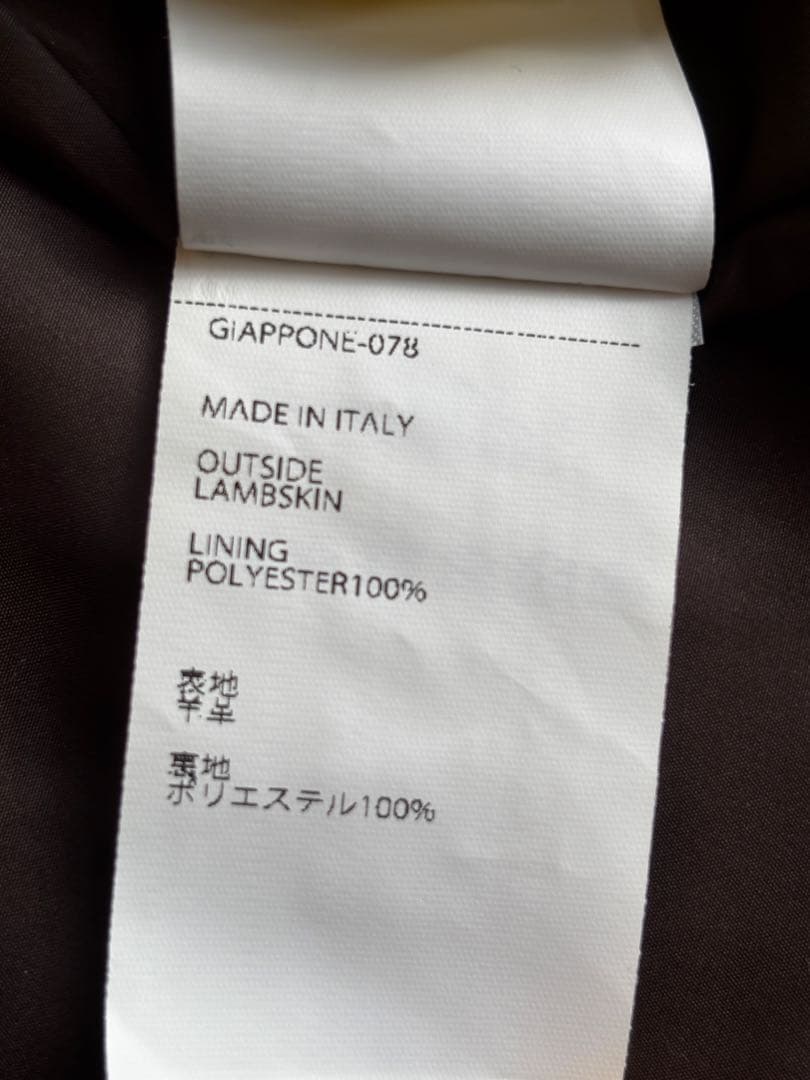 GIAPPONE-078
MADE IN ITALY
OUTSIDE
LAMBSKIN
LINING
POLYESTER100%
表地
羊革
裏地
ポリエステル100%